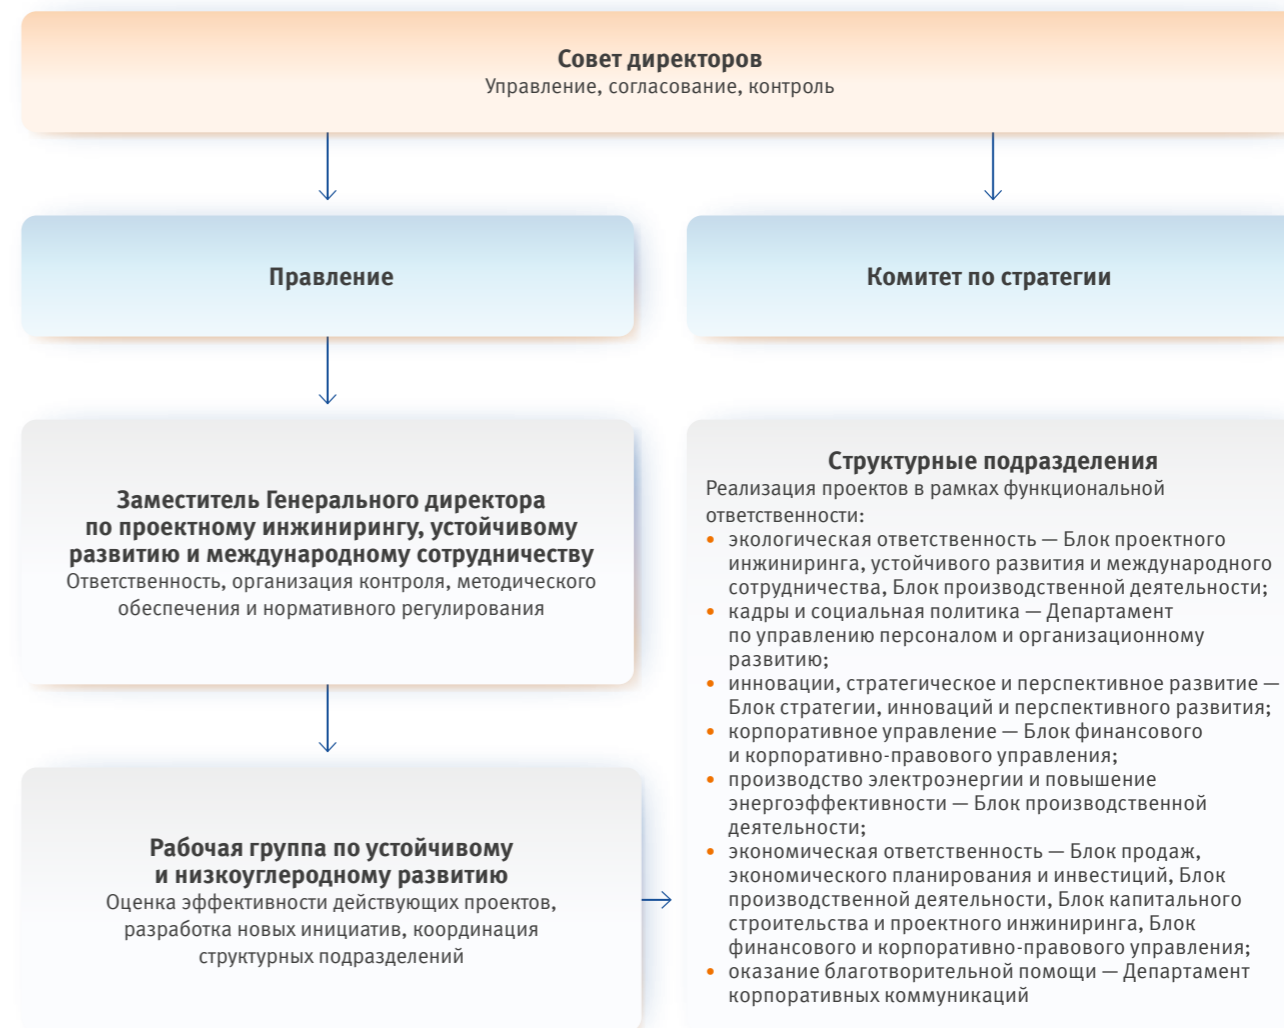 Совет директоров
Управление, согласование, контроль
Правление
Комитет по стратегии
Заместитель Генерального директора
по проектному инжинирингу, устойчивому
развитию и международному сотрудничеству
Ответственность, организация контроля, методического
обеспечения и нормативного регулирования
Рабочая группа по устойчивому
и низкоуглеродному развитию
Оценка эффективности действующих проектов,
разработка новых инициатив, координация
структурных подразделений
Структурные подразделения
Реализация проектов в рамках функциональной
ответственности:
• экологическая ответственность — Блок проектного
инжиниринга, устойчивого развития и международного
сотрудничества, Блок производственной деятельности;
• кадры и социальная политика — Департамент
по управлению персоналом и организационному
развитию;
• инновации, стратегическое и перспективное развитие —
Блок стратегии, инноваций и перспективного развития;
• корпоративное управление — Блок финансового
и корпоративно-правового управления;
• производство электроэнергии и повышение
энергоэффективности — Блок производственной
деятельности;
• экономическая ответственность — Блок продаж,
экономического планирования и инвестиций, Блок
производственной деятельности, Блок капитального
строительства и проектного инжиниринга, Блок
финансового и корпоративно-правового управления;
• оказание благотворительной помощи — Департамент
корпоративных коммуникаций